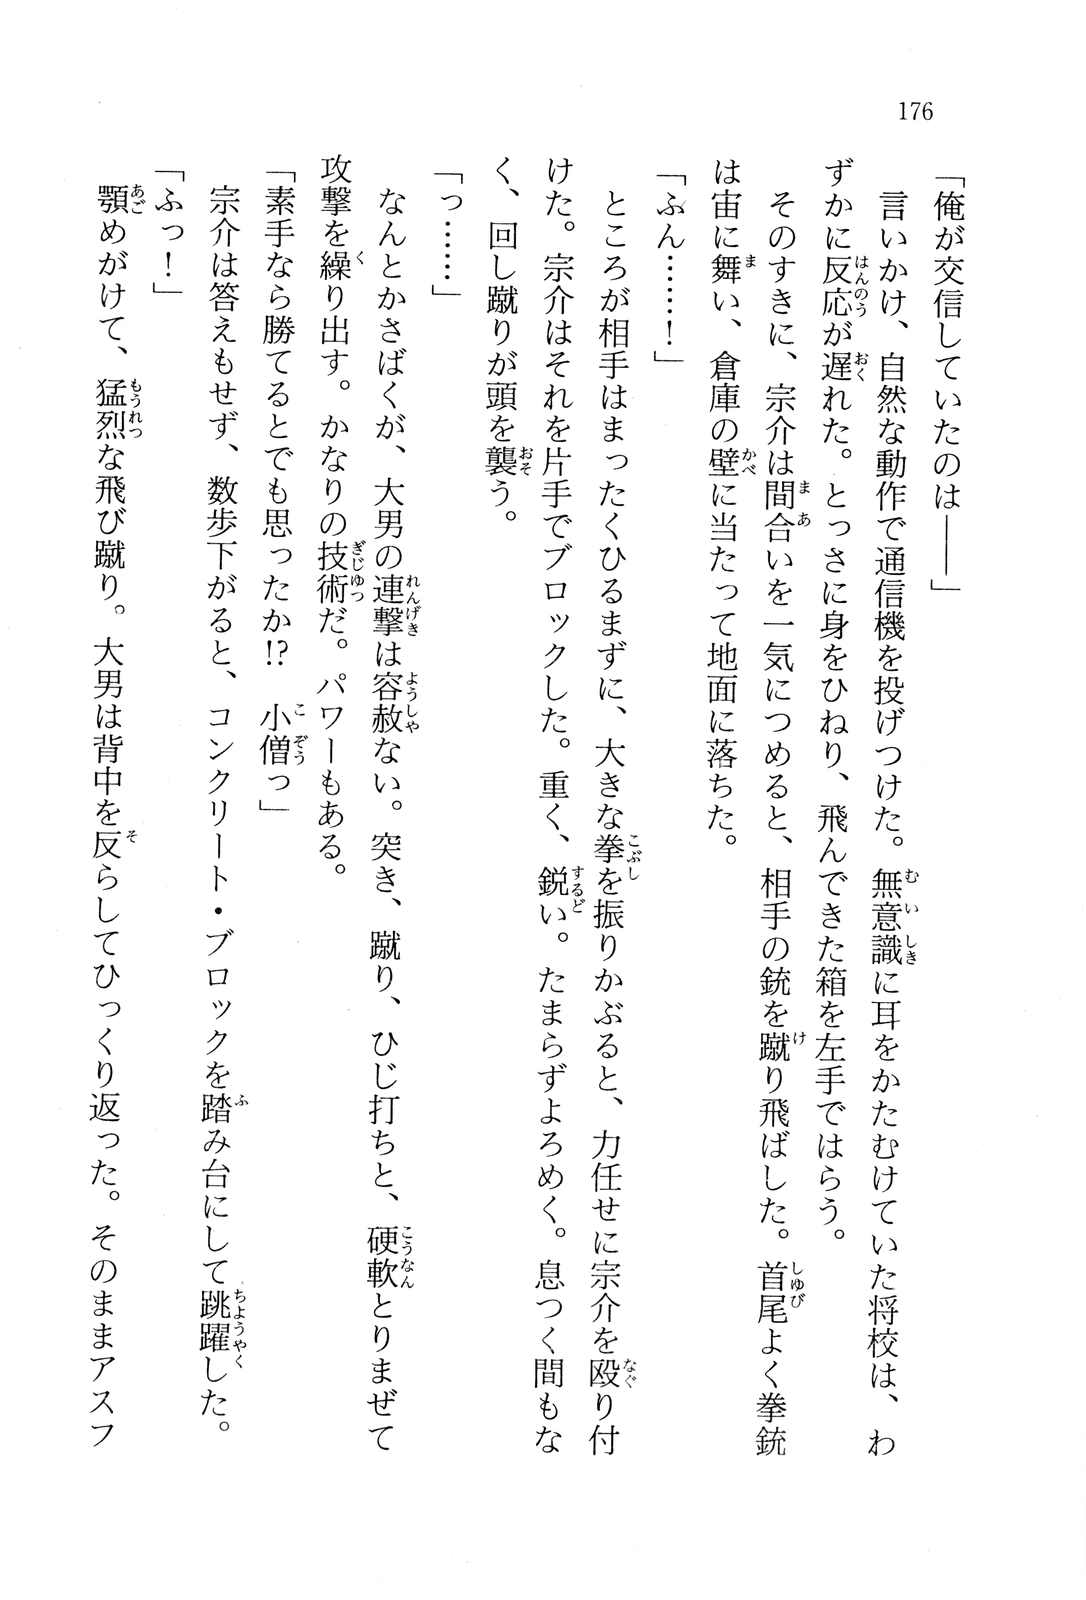 176
「俺が交信していたのは――」
言いかけ、自然な動作で通信機を投げつけた。無意識に耳をかたむけていた将校は、わ
ずかに反応が遅れた。とっさに身をひねり、飛んできた箱を左手ではらう。
そのすきに、宗介は間合いを一気につめると、相手の銃を蹴り飛ばした。首尾よく拳銃
は宙に舞い、倉庫の壁に当たって地面に落ちた。
「ふん……！」
ところが相手はまったくひるまずに、大きな拳を振りかぶると、力任せに宗介を殴り付
けた。宗介はそれを片手でブロックした。重く、鋭い。たまらずよろめく。息つく間もな
く、回し蹴りが頭を襲う。
「っ……」
なんとかさばくが、大男の連撃は容赦ない。突き、蹴り、ひじ打ちと、硬軟とりまぜて
攻撃を繰り出す。かなりの技術だ。パワーもある。
「素手なら勝てるとでも思ったか!?　小僧っ」
宗介は答えもせず、数歩下がると、コンクリート・ブロックを踏み台にして跳躍した。
「ふっ！」
顎めがけて、猛烈な飛び蹴り。大男は背中を反らしてひっくり返った。そのままアスフ